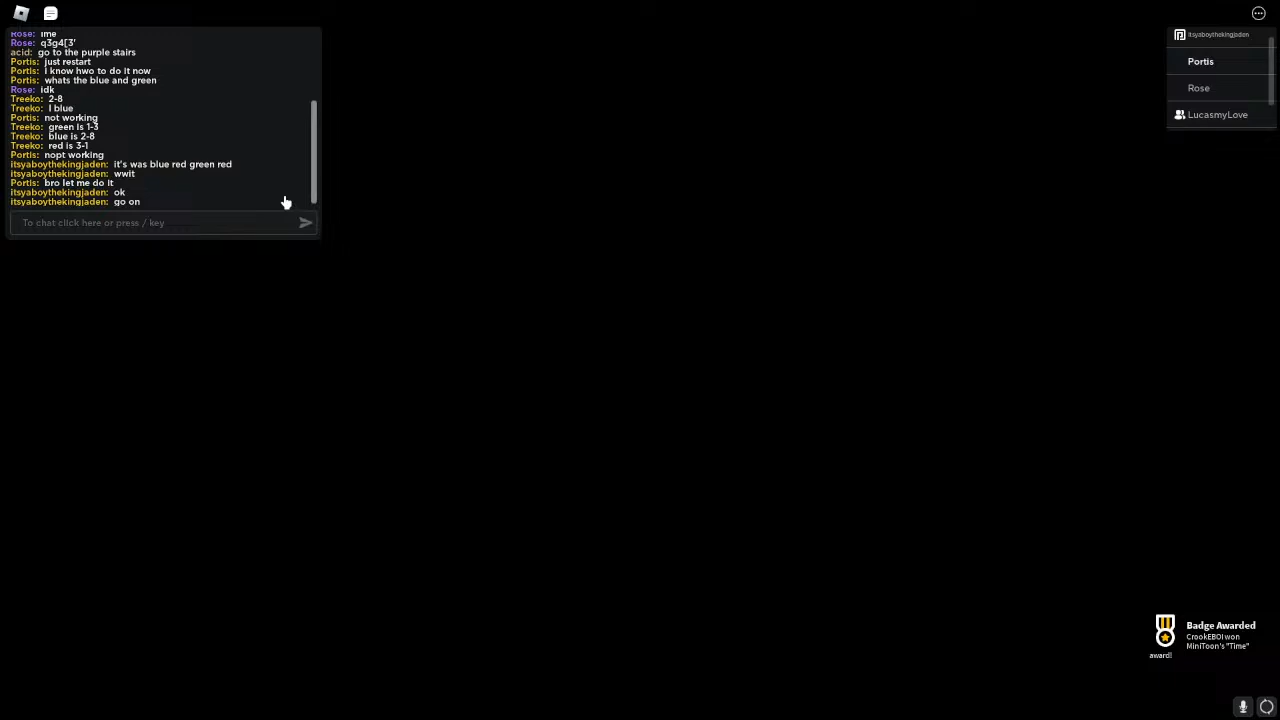 Rose: ime
Rose: q3g4[3'
acid: go to the purple stairs
Portis: just restart
Portis: I know hwo to do it now
Portis: whats the blue and green
Rose: idk
Treeko: 2-8
Treeko: I blue
Portis: not working
Treeko: green is 1-3
Treeko: blue is 2-8
Treeko: red is 3-1
Portis: nopt working
itsyaboythekingjaden: it's was blue red green red
itsyaboythekingjaden: wwit
Portis: bro let me do it
itsyaboythekingjaden: ok
itsyaboythekingjaden: go on
To chat click here or press / key
itsyaboythekingjaden
Portis
Rose
LucasmyLove
Badge Awarded
CrookEBOI won
MiniToon's "Time"
award!